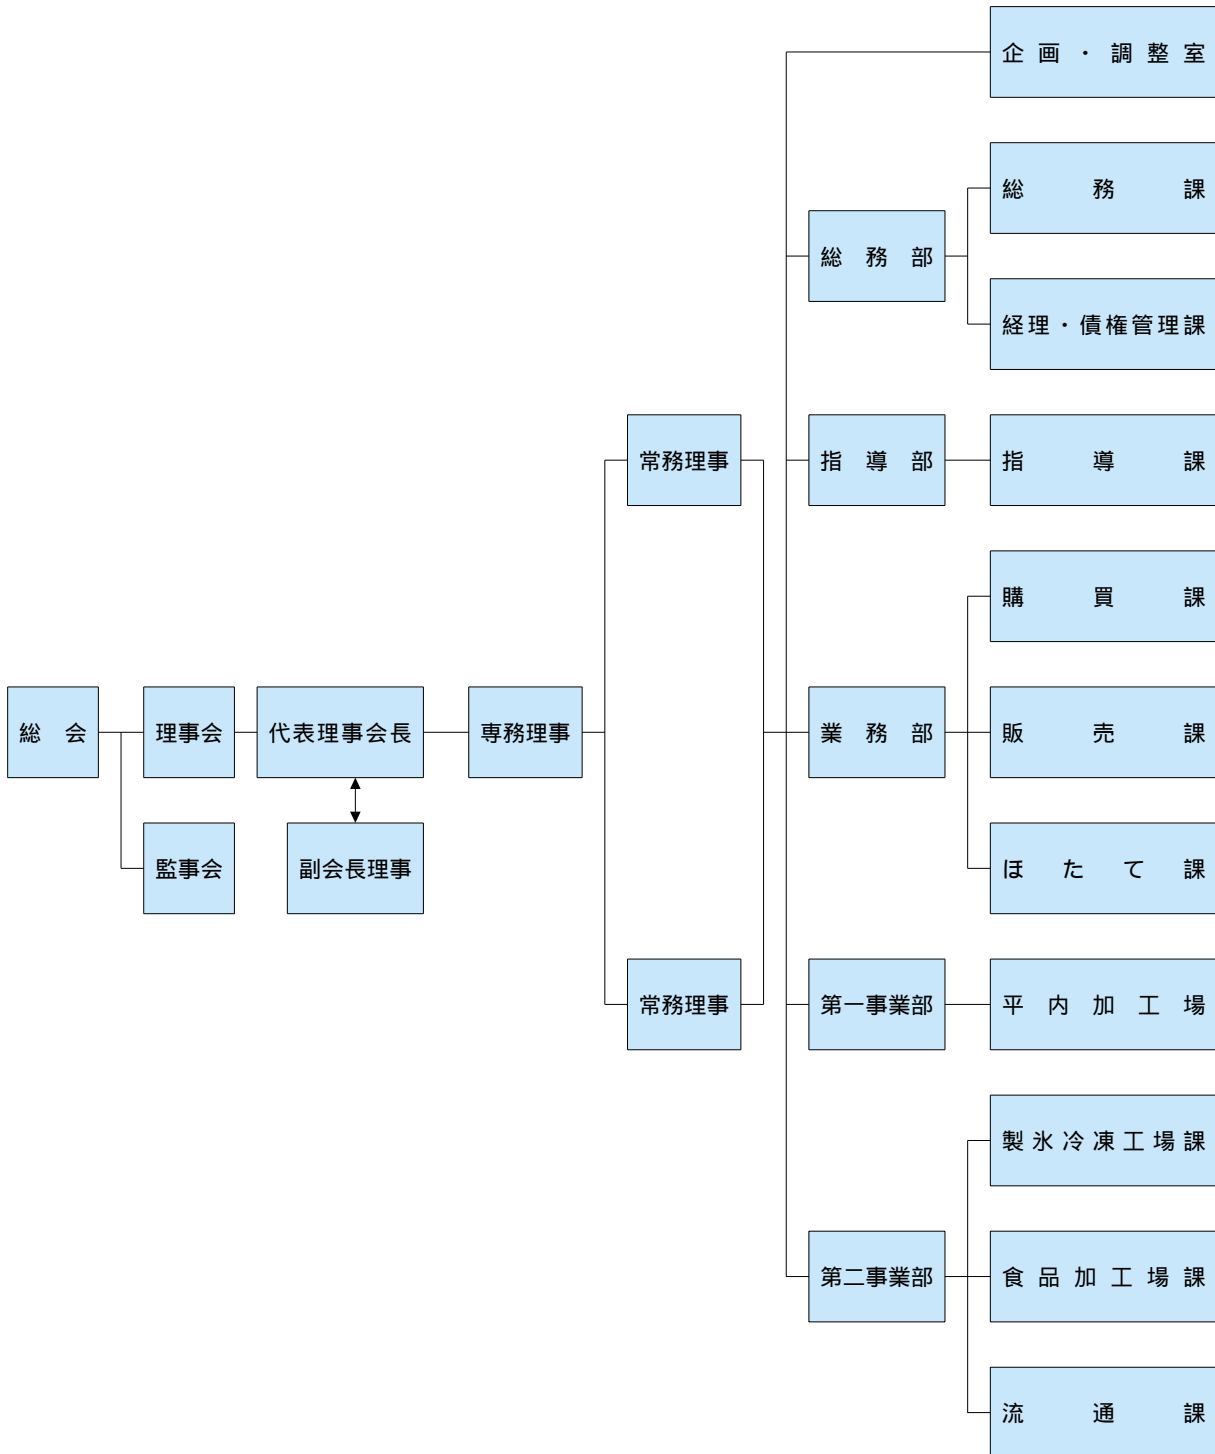 企画・調整室
総務課
総務部
経理・債権管理課
常務理事
指導部
指導課
購買課
総会
理事会
代表理事会長
専務理事
業務部
販売課
監事会
副会長理事
ほたて課
常務理事
第一事業部
平内加工場
製氷冷凍工場課
第二事業部
食品加工場課
流通課